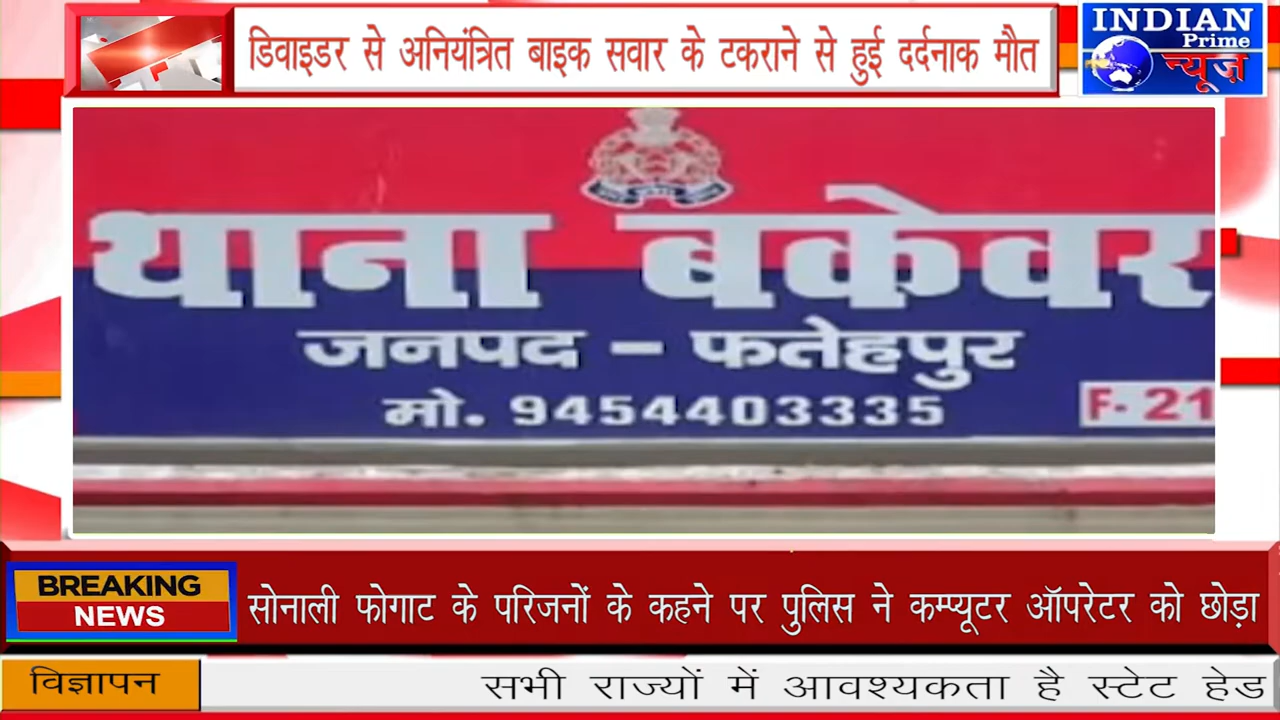 डिवाइडर से अनियंत्रित बाइक सवार के टकराने से हुई दर्दनाक मौत
INDIAN
Prime
न्यूज़
थाना बकेवर
जनपद - फतेहपुर
मो. 9454403335
F- 21
BREAKING
NEWS
सोनाली फोगाट के परिजनों के कहने पर पुलिस ने कम्प्यूटर ऑपरेटर को छोड़ा
विज्ञापन
सभी राज्यों में आवश्यकता है स्टेट हेड